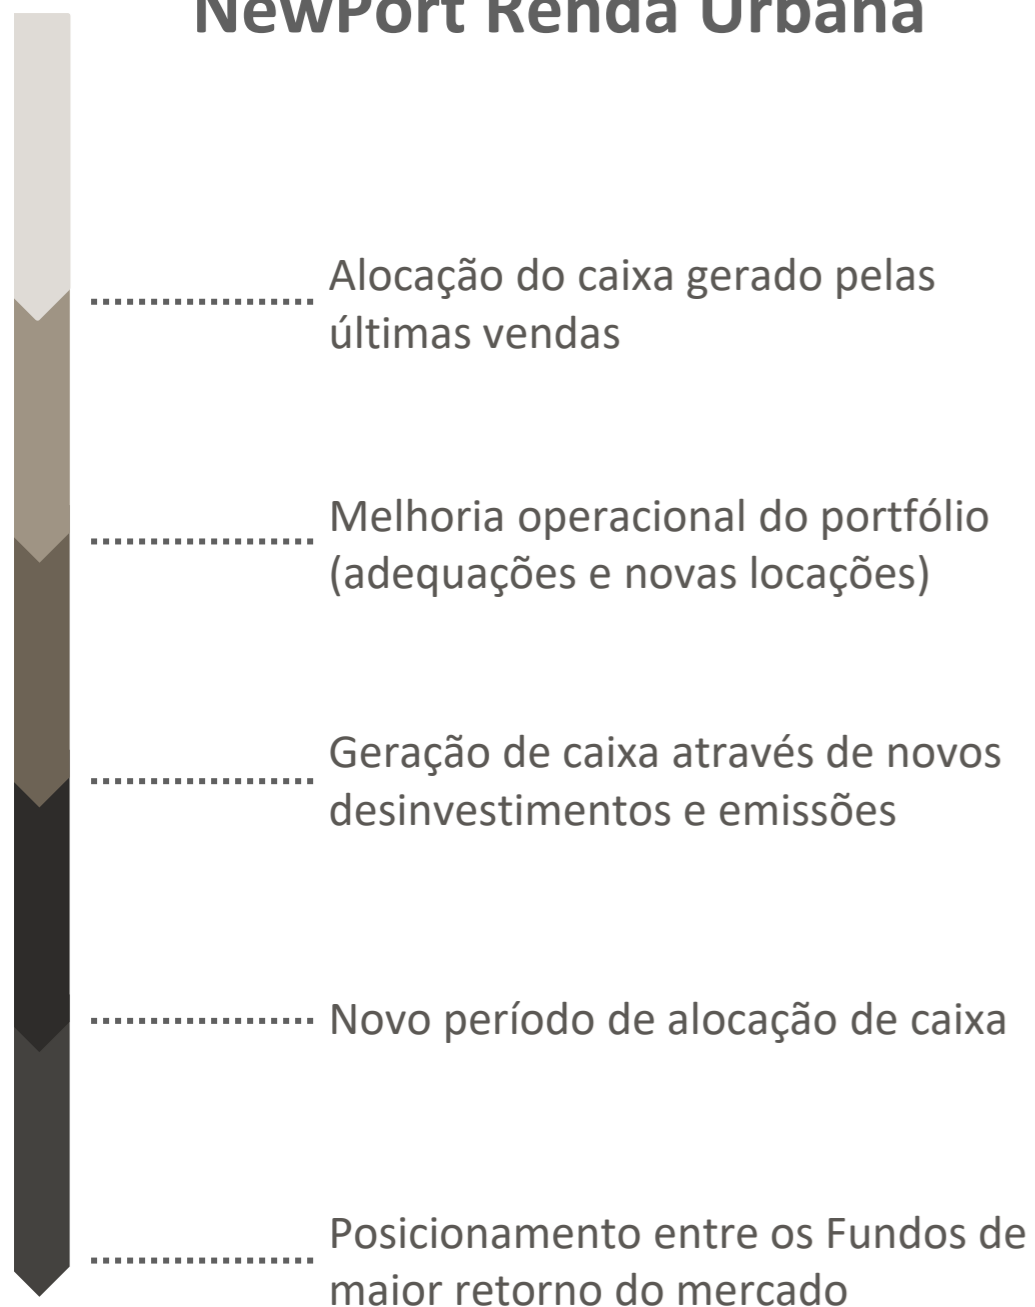 NewPort Renda Urbana
Alocação do caixa gerado pelas
últimas vendas
Melhoria operacional do portfólio
(adequações e novas locações)
Geração de caixa através de novos
desinvestimentos e emissões
Novo período de alocação de caixa
Posicionamento entre os Fundos de
maior retorno do mercado